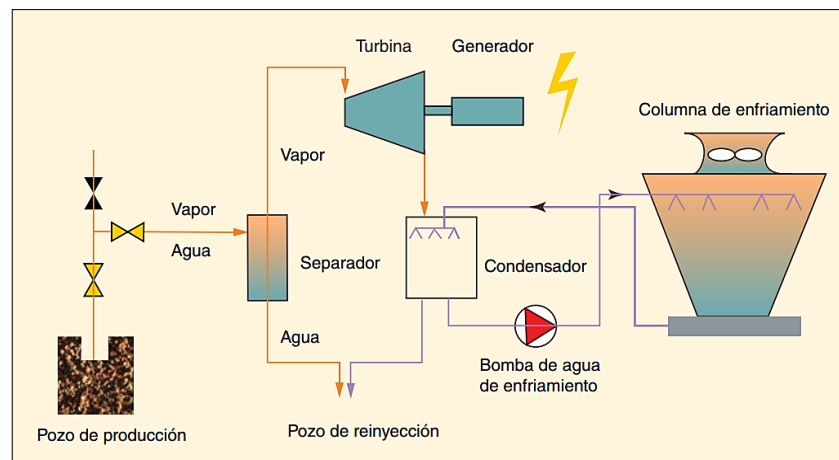 Turbina
Generador
Columna de enfriamiento
Vapor
Vapor
Agua
Separador
Condensador
Agua
Bomba de agua
de enfriamiento
Pozo de producción
Pozo de reinyección